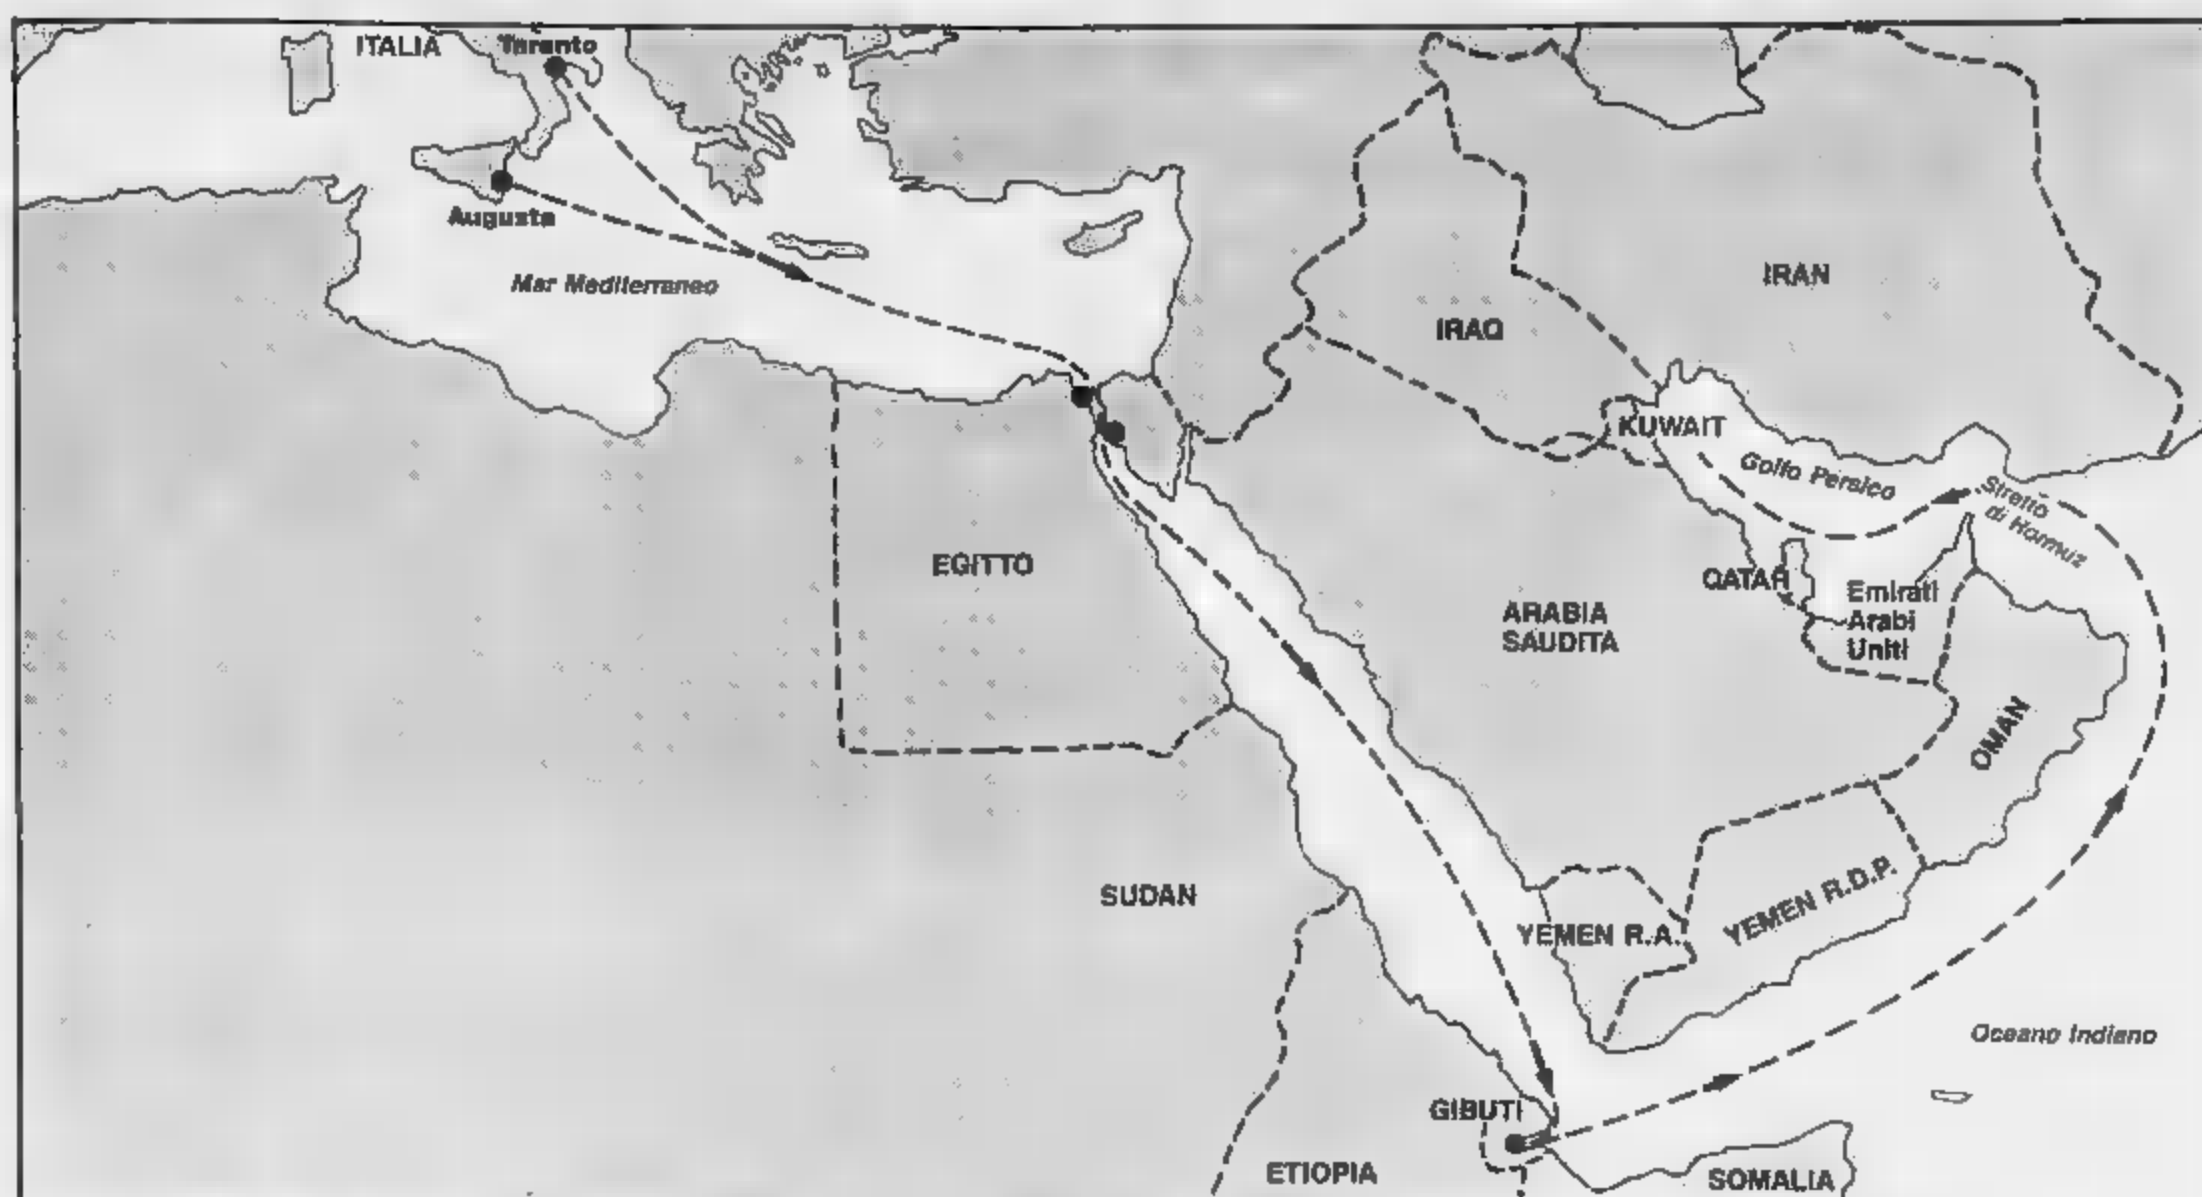 ITALIA
Taranto
Augusta
Mar Mediterraneo
IRAN
IRAQ
KUWAIT
Golfo Persico
Stretto
di Hormuz
EGITTO
QATAR
Emirati
Arabi
Uniti
ARABIA
SAUDITA
OMAN
SUDAN
YEMEN R.A.
YEMEN R.D.P.
Oceano Indiano
GIBUTI
ETIOPIA
SOMALIA